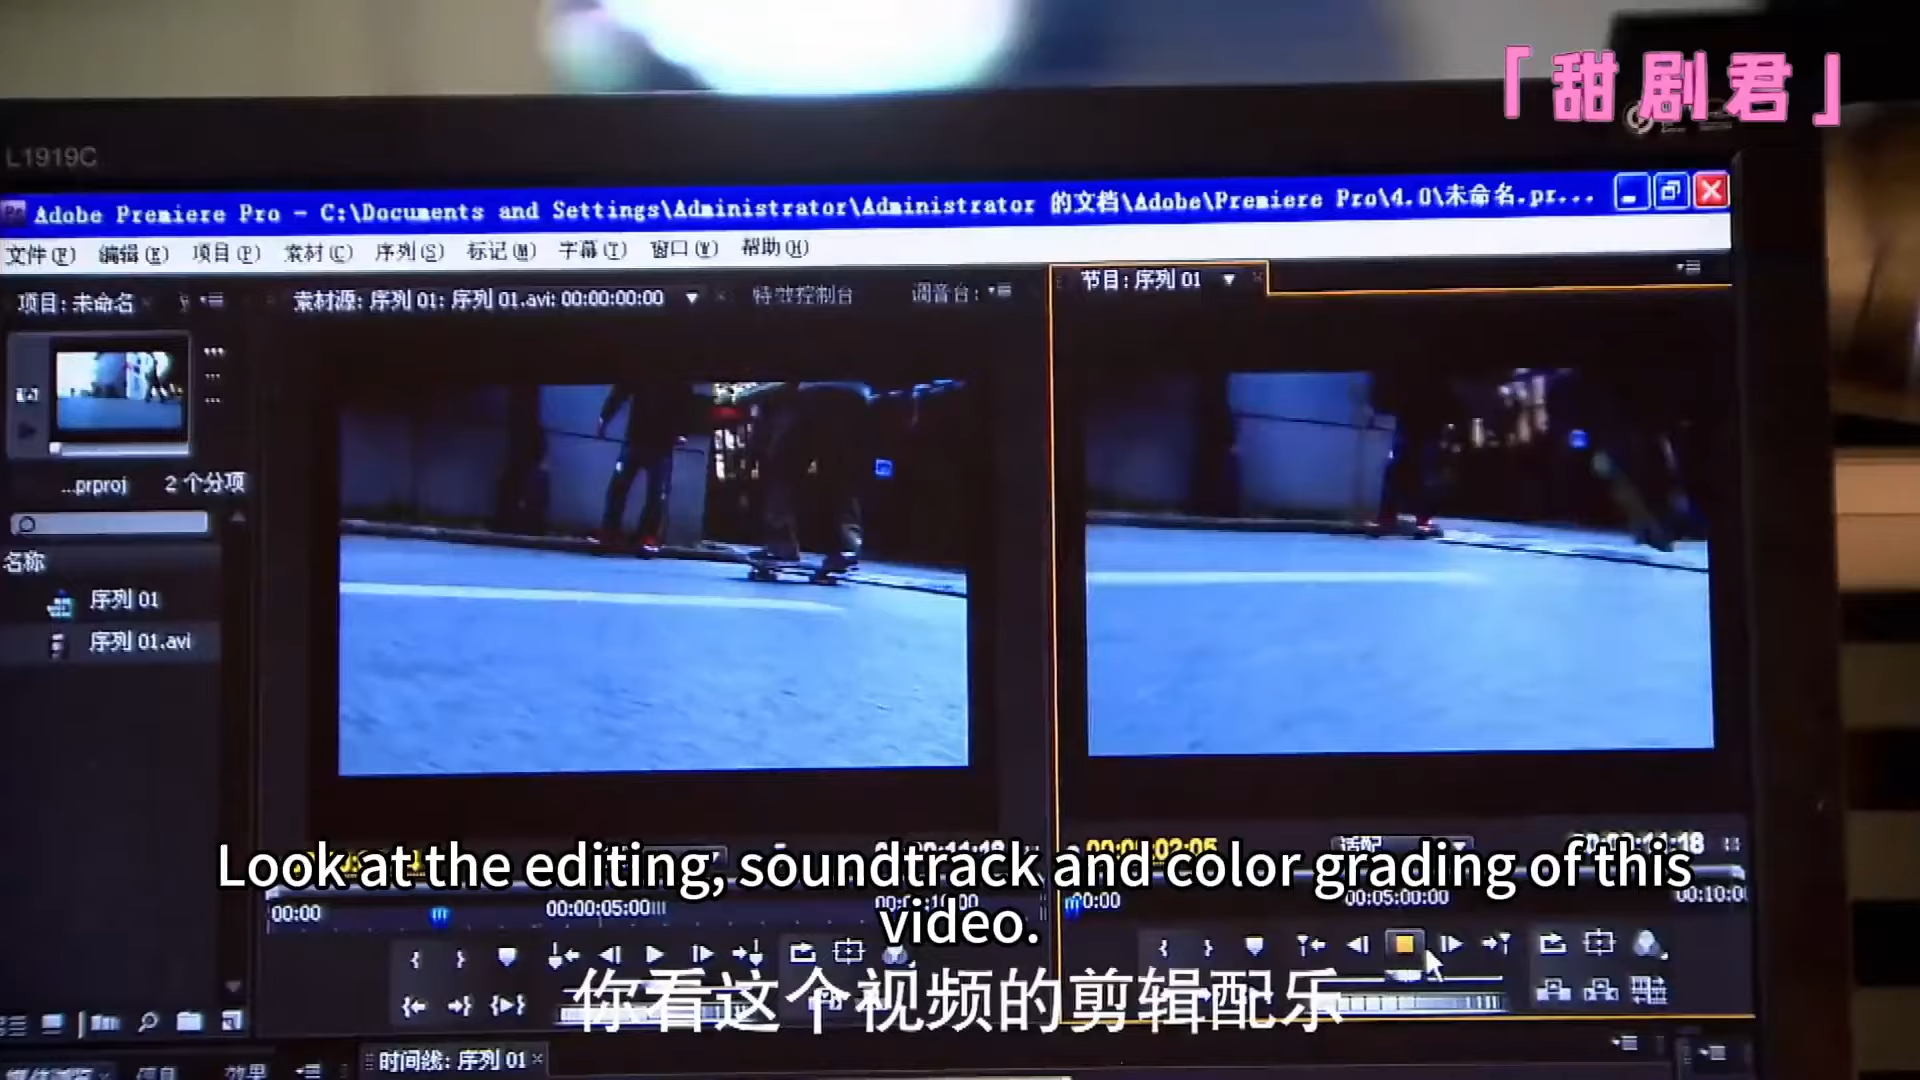 「甜剧君」
L1919C
Adobe Premiere Pro - C:\Documents and Settings\Administrator\Administrator 的文档\Adobe\Premiere Pro\4.0\未命名.pr...
文件(F) 编辑(E) 项目(P) 素材(C) 序列(S) 标记(M) 字幕(T) 窗口(W) 帮助(H)
项目: 未命名
素材源: 序列 01: 序列 01.avi: 00:00:00:00
特效控制台
调音台:
节目: 序列 01
...prproj 2 个分项
名称
序列 01
序列 01.avi
适配
Look at the editing, soundtrack and color grading of this
video.
00:00
00:00:05:00
00:05:00:00
00:10:0
你看这个视频的剪辑配乐
时间线: 序列 01
效果